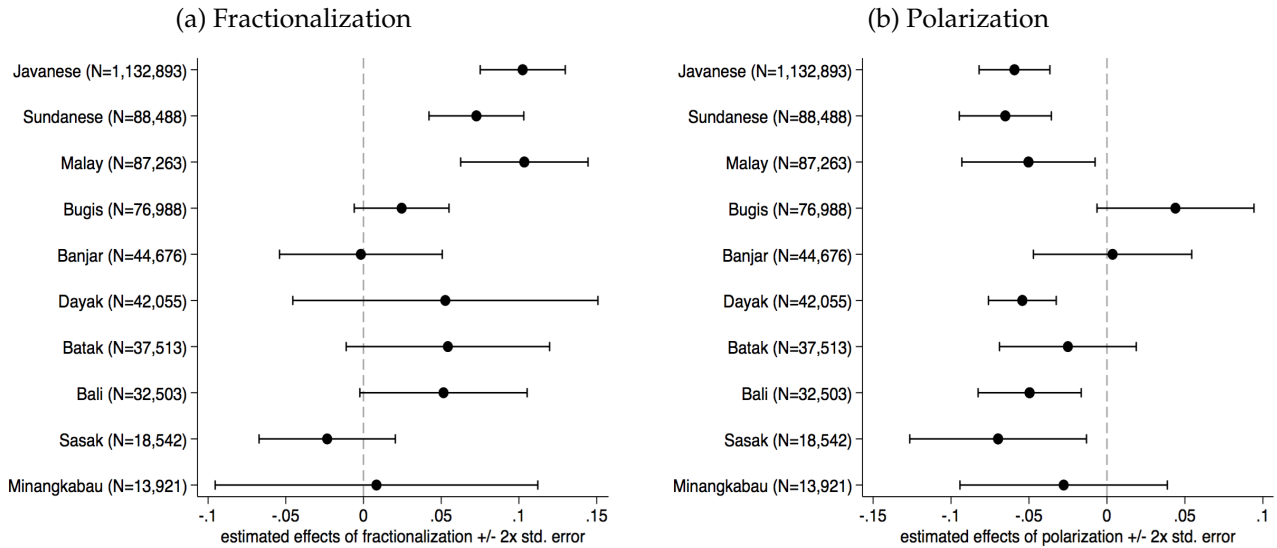 (a) Fractionalization
Javanese (N=1,132,893)
Sundanese (N=88,488)
Malay (N=87,263)
Bugis (N=76,988)
Banjar (N=44,676)
Dayak (N=42,055)
Batak (N=37,513)
Bali (N=32,503)
Sasak (N=18,542)
Minangkabau (N=13,921)
-.1 -.05 0 .05 .1 .15
estimated effects of fractionalization +/- 2x std. error
(b) Polarization
Javanese (N=1,132,893)
Sundanese (N=88,488)
Malay (N=87,263)
Bugis (N=76,988)
Banjar (N=44,676)
Dayak (N=42,055)
Batak (N=37,513)
Bali (N=32,503)
Sasak (N=18,542)
Minangkabau (N=13,921)
-.15 -.1 -.05 0 .05 .1
estimated effects of polarization +/- 2x std. error